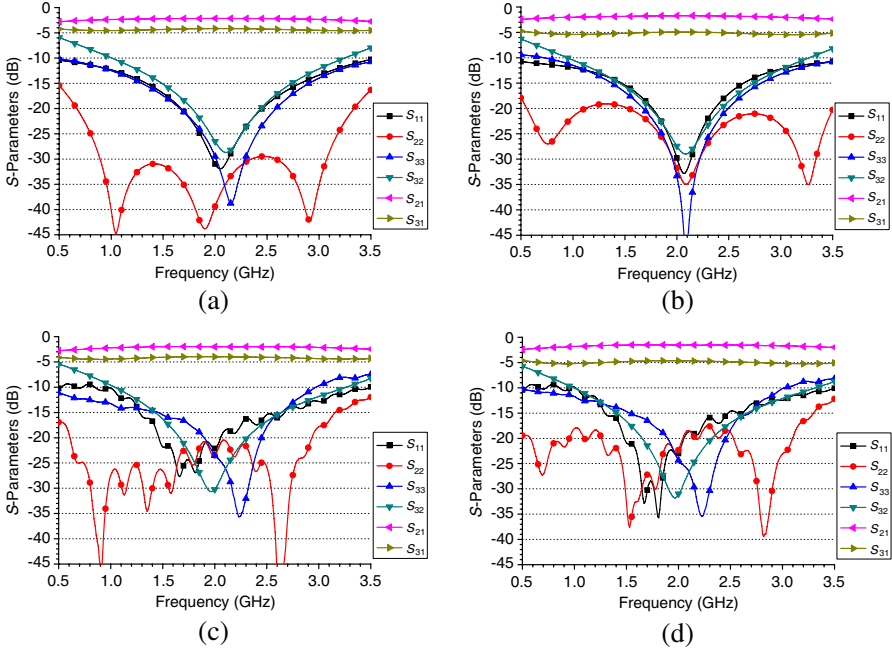 S-Parameters (dB)
0
-5
-10
-15
-20
-25
-30
-35
-40
-45
0.5 1.0 1.5 2.0 2.5 3.0 3.5
Frequency (GHz)
S11
S22
S33
S32
S21
S31
(a)
S-Parameters (dB)
0
-5
-10
-15
-20
-25
-30
-35
-40
-45
0.5 1.0 1.5 2.0 2.5 3.0 3.5
Frequency (GHz)
S11
S22
S33
S32
S21
S31
(b)
S-Parameters (dB)
0
-5
-10
-15
-20
-25
-30
-35
-40
-45
0.5 1.0 1.5 2.0 2.5 3.0 3.5
Frequency (GHz)
S11
S22
S33
S32
S21
S31
(c)
S-Parameters (dB)
0
-5
-10
-15
-20
-25
-30
-35
-40
-45
0.5 1.0 1.5 2.0 2.5 3.0 3.5
Frequency (GHz)
S11
S22
S33
S32
S21
S31
(d)